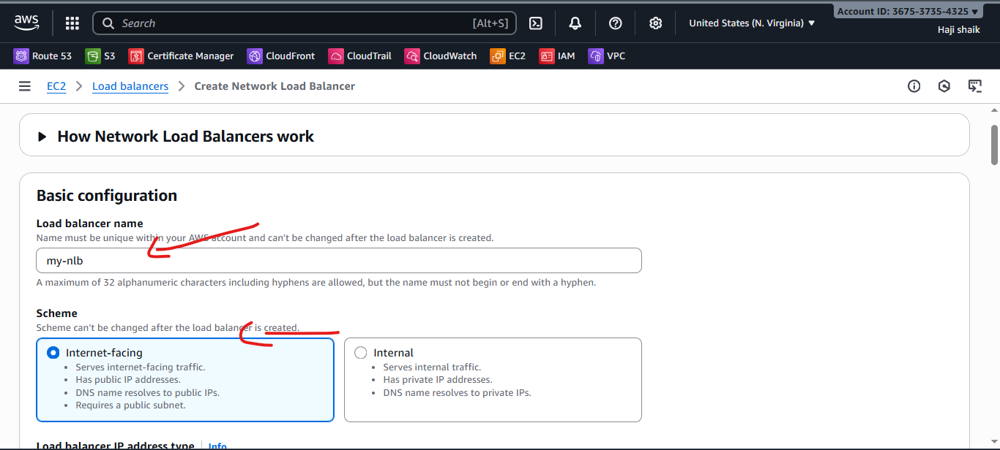 aws
Search [Alt+S]
United States (N. Virginia) ▼
Account ID: 3675-3735-4325 ▼
Haji shaik
Route 53 S3 Certificate Manager CloudFront CloudTrail CloudWatch EC2 IAM VPC
EC2 > Load balancers > Create Network Load Balancer
How Network Load Balancers work
Basic configuration
Load balancer name
Name must be unique within your AWS account and can't be changed after the load balancer is created.
my-nlb
A maximum of 32 alphanumeric characters including hyphens are allowed, but the name must not begin or end with a hyphen.
Scheme
Scheme can't be changed after the load balancer is created.
Internet-facing
• Serves internet-facing traffic.
• Has public IP addresses.
• DNS name resolves to public IPs.
• Requires a public subnet.
Internal
• Serves internal traffic.
• Has private IP addresses.
• DNS name resolves to private IPs.
Load balancer IP address type Info